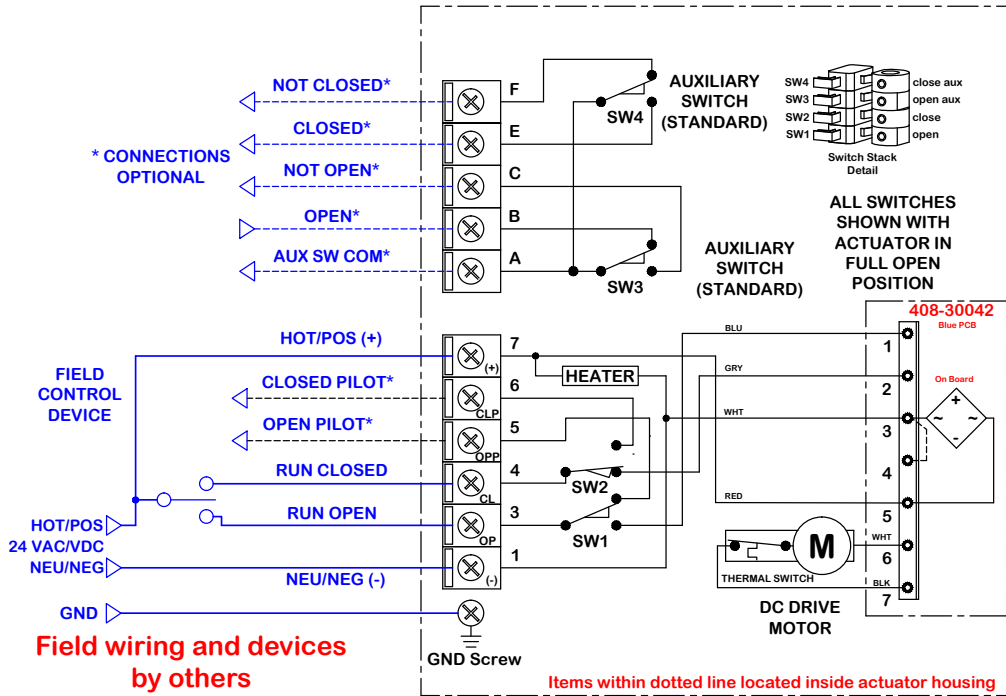 NOT CLOSED*
CLOSED*
NOT OPEN*
OPEN*
AUX SW COM*
* CONNECTIONS
OPTIONAL
F
E
C
B
A
SW4
AUXILIARY
SWITCH
(STANDARD)
SW3
AUXILIARY
SWITCH
(STANDARD)
SW4
SW3
SW2
SW1
close aux
open aux
close
open
Switch Stack
Detail
ALL SWITCHES
SHOWN WITH
ACTUATOR IN
FULL OPEN
POSITION
408-30042
Blue PCB
On Board
+
~
~
-
1
2
3
4
5
6
7
BLU
GRY
WHT
RED
WHT
BLK
HOT/POS (+)
CLOSED PILOT*
OPEN PILOT*
RUN CLOSED
RUN OPEN
NEU/NEG (-)
FIELD
CONTROL
DEVICE
HOT/POS
24 VAC/VDC
NEU/NEG
GND
7
(+)
6
CLP
5
OPP
4
CL
3
OP
1
(-)
HEATER
SW2
SW1
M
THERMAL SWITCH
DC DRIVE
MOTOR
GND Screw
Field wiring and devices
by others
Items within dotted line located inside actuator housing